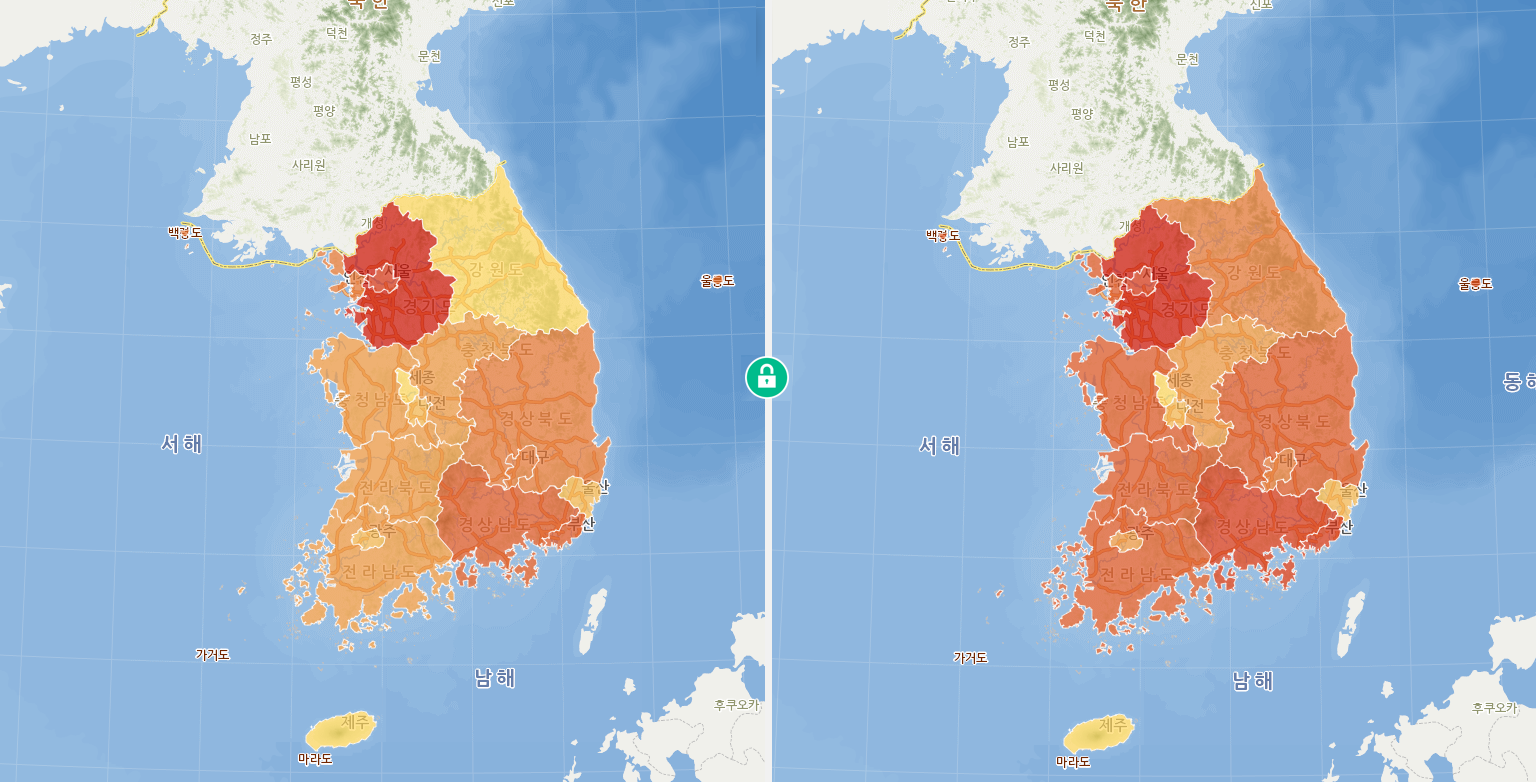 북 한
신포
정주
덕천
문천
평성
평양
남포
사리원
개성
백령도
서울
강 원 도
경 기 도
울릉도
충 청 북 도
세종
충 청 남 도
대전
경 상 북 도
서 해
대구
전 라 북 도
울산
경 상 남 도
부산
광주
전 라 남 도
가거도
남 해
후쿠오카
제주
마라도
북 한
신포
정주
덕천
문천
평성
평양
남포
사리원
개성
백령도
서울
강 원 도
경 기 도
울릉도
충 청 북 도
세종
동 해
충 청 남 도
대전
경 상 북 도
서 해
대구
전 라 북 도
울산
경 상 남 도
부산
광주
전 라 남 도
가거도
남 해
후쿠오카
제주
마라도